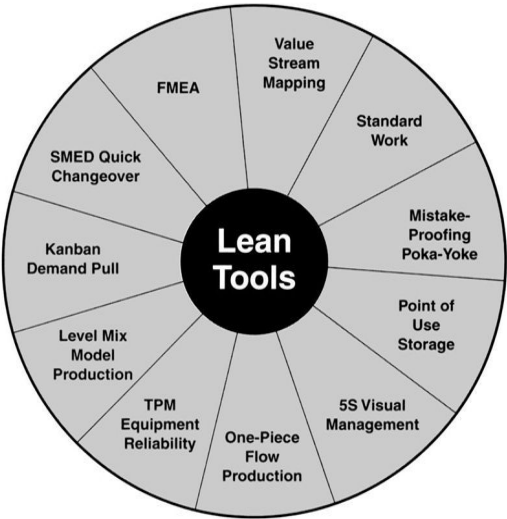 Lean
Tools
Value
Stream
Mapping
Standard
Work
Mistake-
Proofing
Poka-Yoke
Point of
Use
Storage
5S Visual
Management
One-Piece
Flow
Production
TPM
Equipment
Reliability
Level Mix
Model
Production
Kanban
Demand Pull
SMED Quick
Changeover
FMEA